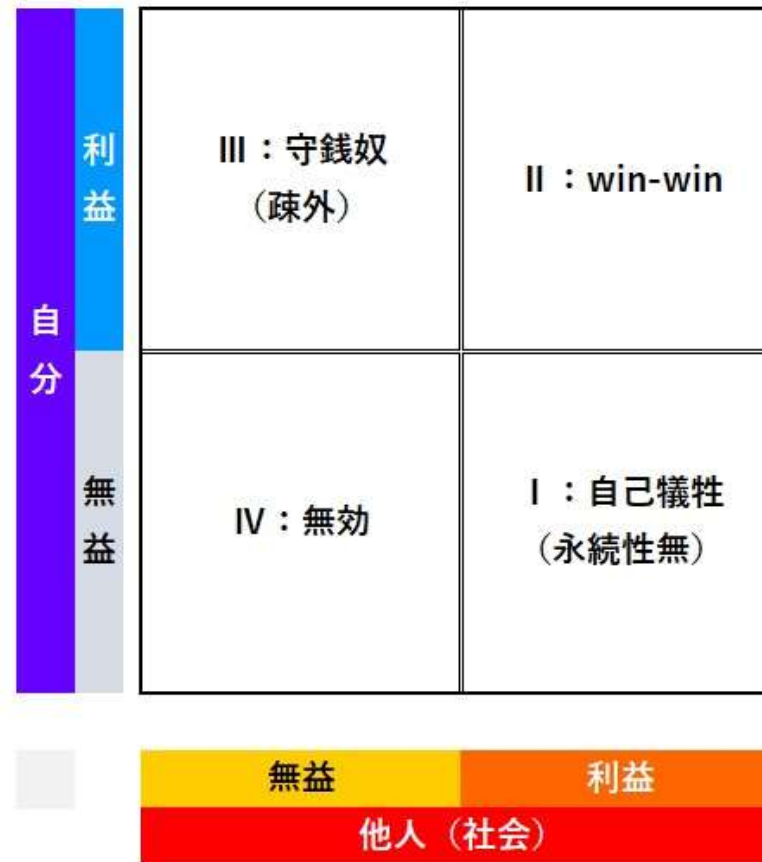 自分
利益
無益
III：守銭奴
（疎外）
II：win-win
IV：無効
I：自己犠牲
（永続性無）
無益
利益
他人（社会）